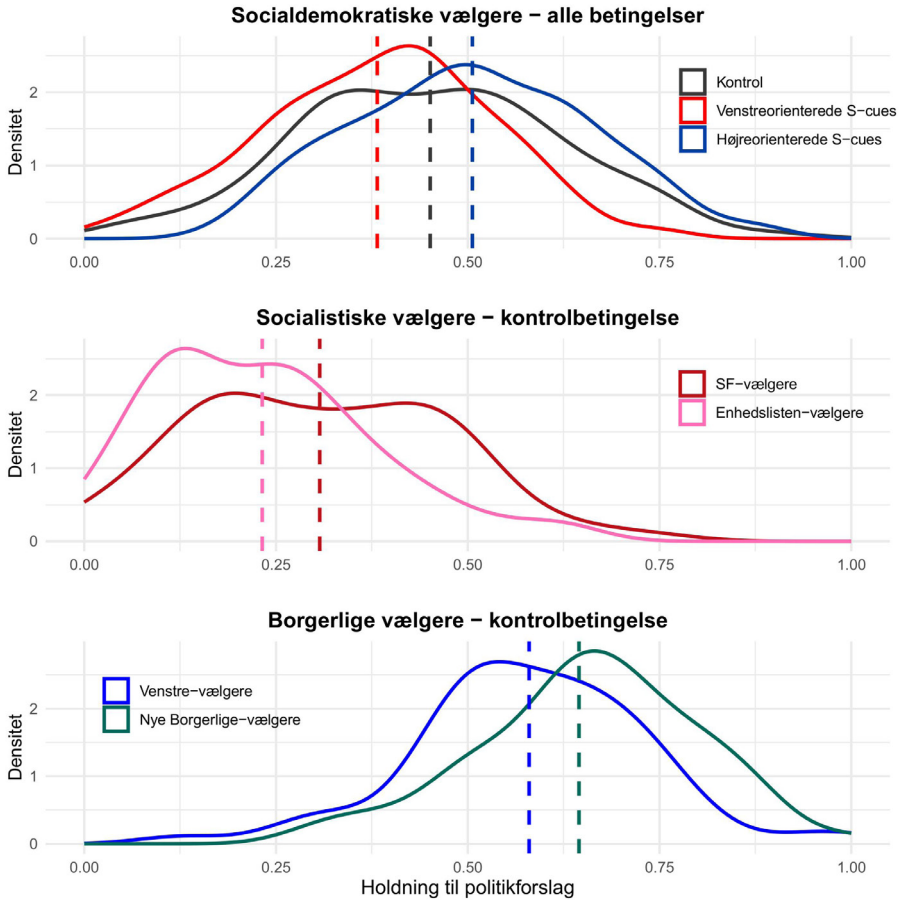 Socialdemokratiske vælgere − alle betingelser
Densitet
2
1
0
Kontrol
Venstreorienterede S−cues
Højreorienterede S−cues
0.00 0.25 0.50 0.75 1.00
Socialistiske vælgere − kontrolbetingelse
Densitet
2
1
0
SF−vælgere
Enhedslisten−vælgere
0.00 0.25 0.50 0.75 1.00
Borgerlige vælgere − kontrolbetingelse
Densitet
2
1
0
Venstre−vælgere
Nye Borgerlige−vælgere
0.00 0.25 0.50 0.75 1.00
Holdning til politikforslag